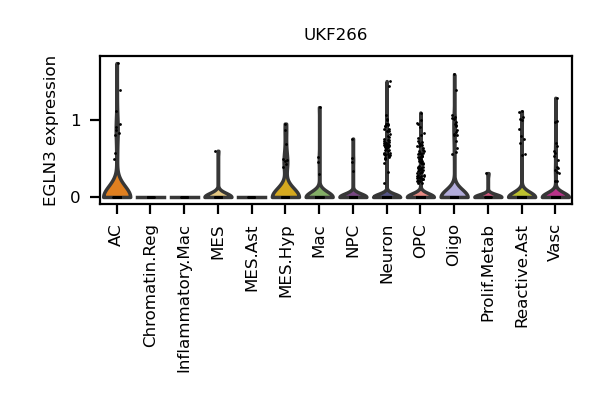 UKF266
EGLN3 expression
1
0
AC
Chromatin.Reg
Inflammatory.Mac
MES
MES.Ast
MES.Hyp
Mac
NPC
Neuron
OPC
Oligo
Prolif.Metab
Reactive.Ast
Vasc